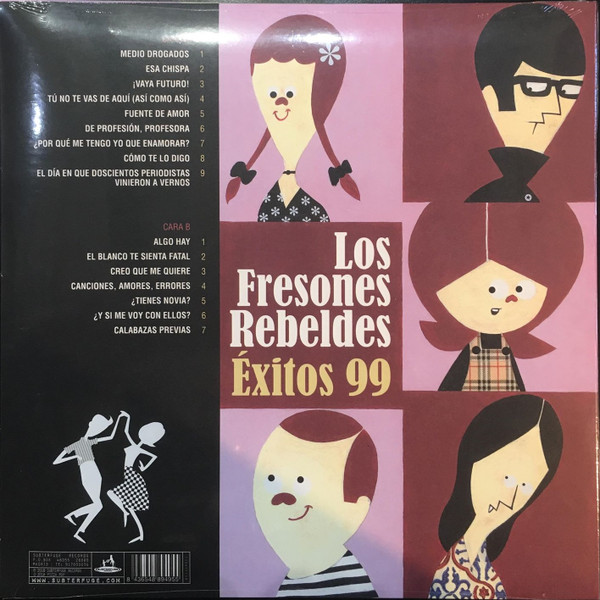 MEDIO DROGADOS 1
ESA CHISPA 2
¡VAYA FUTURO! 3
TÚ NO TE VAS DE AQUÍ (ASÍ COMO ASÍ) 4
FUENTE DE AMOR 5
DE PROFESIÓN, PROFESORA 6
¿POR QUÉ ME TENGO YO QUE ENAMORAR? 7
CÓMO TE LO DIGO 8
EL DÍA EN QUE DOSCIENTOS PERIODISTAS 9
VINIERON A VERNOS
CARA B
ALGO HAY 1
EL BLANCO TE SIENTA FATAL 2
CREO QUE ME QUIERE 3
CANCIONES, AMORES, ERRORES 4
¿TIENES NOVIA? 5
¿Y SI ME VOY CON ELLOS? 6
CALABAZAS PREVIAS 7
Los
Fresones
Rebeldes
Éxitos 99
SUBTERFUGE RECORDS
WWW.SUBTERFUGE.COM